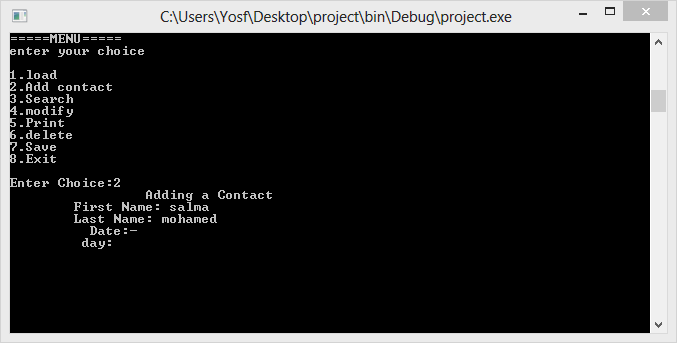 C:\Users\Yosf\Desktop\project\bin\Debug\project.exe
=====MENU=====
enter your choice
1.load
2.Add contact
3.Search
4.modify
5.Print
6.delete
7.Save
8.Exit
Enter Choice:2
Adding a Contact
First Name: salma
Last Name: mohamed
Date:-
day: